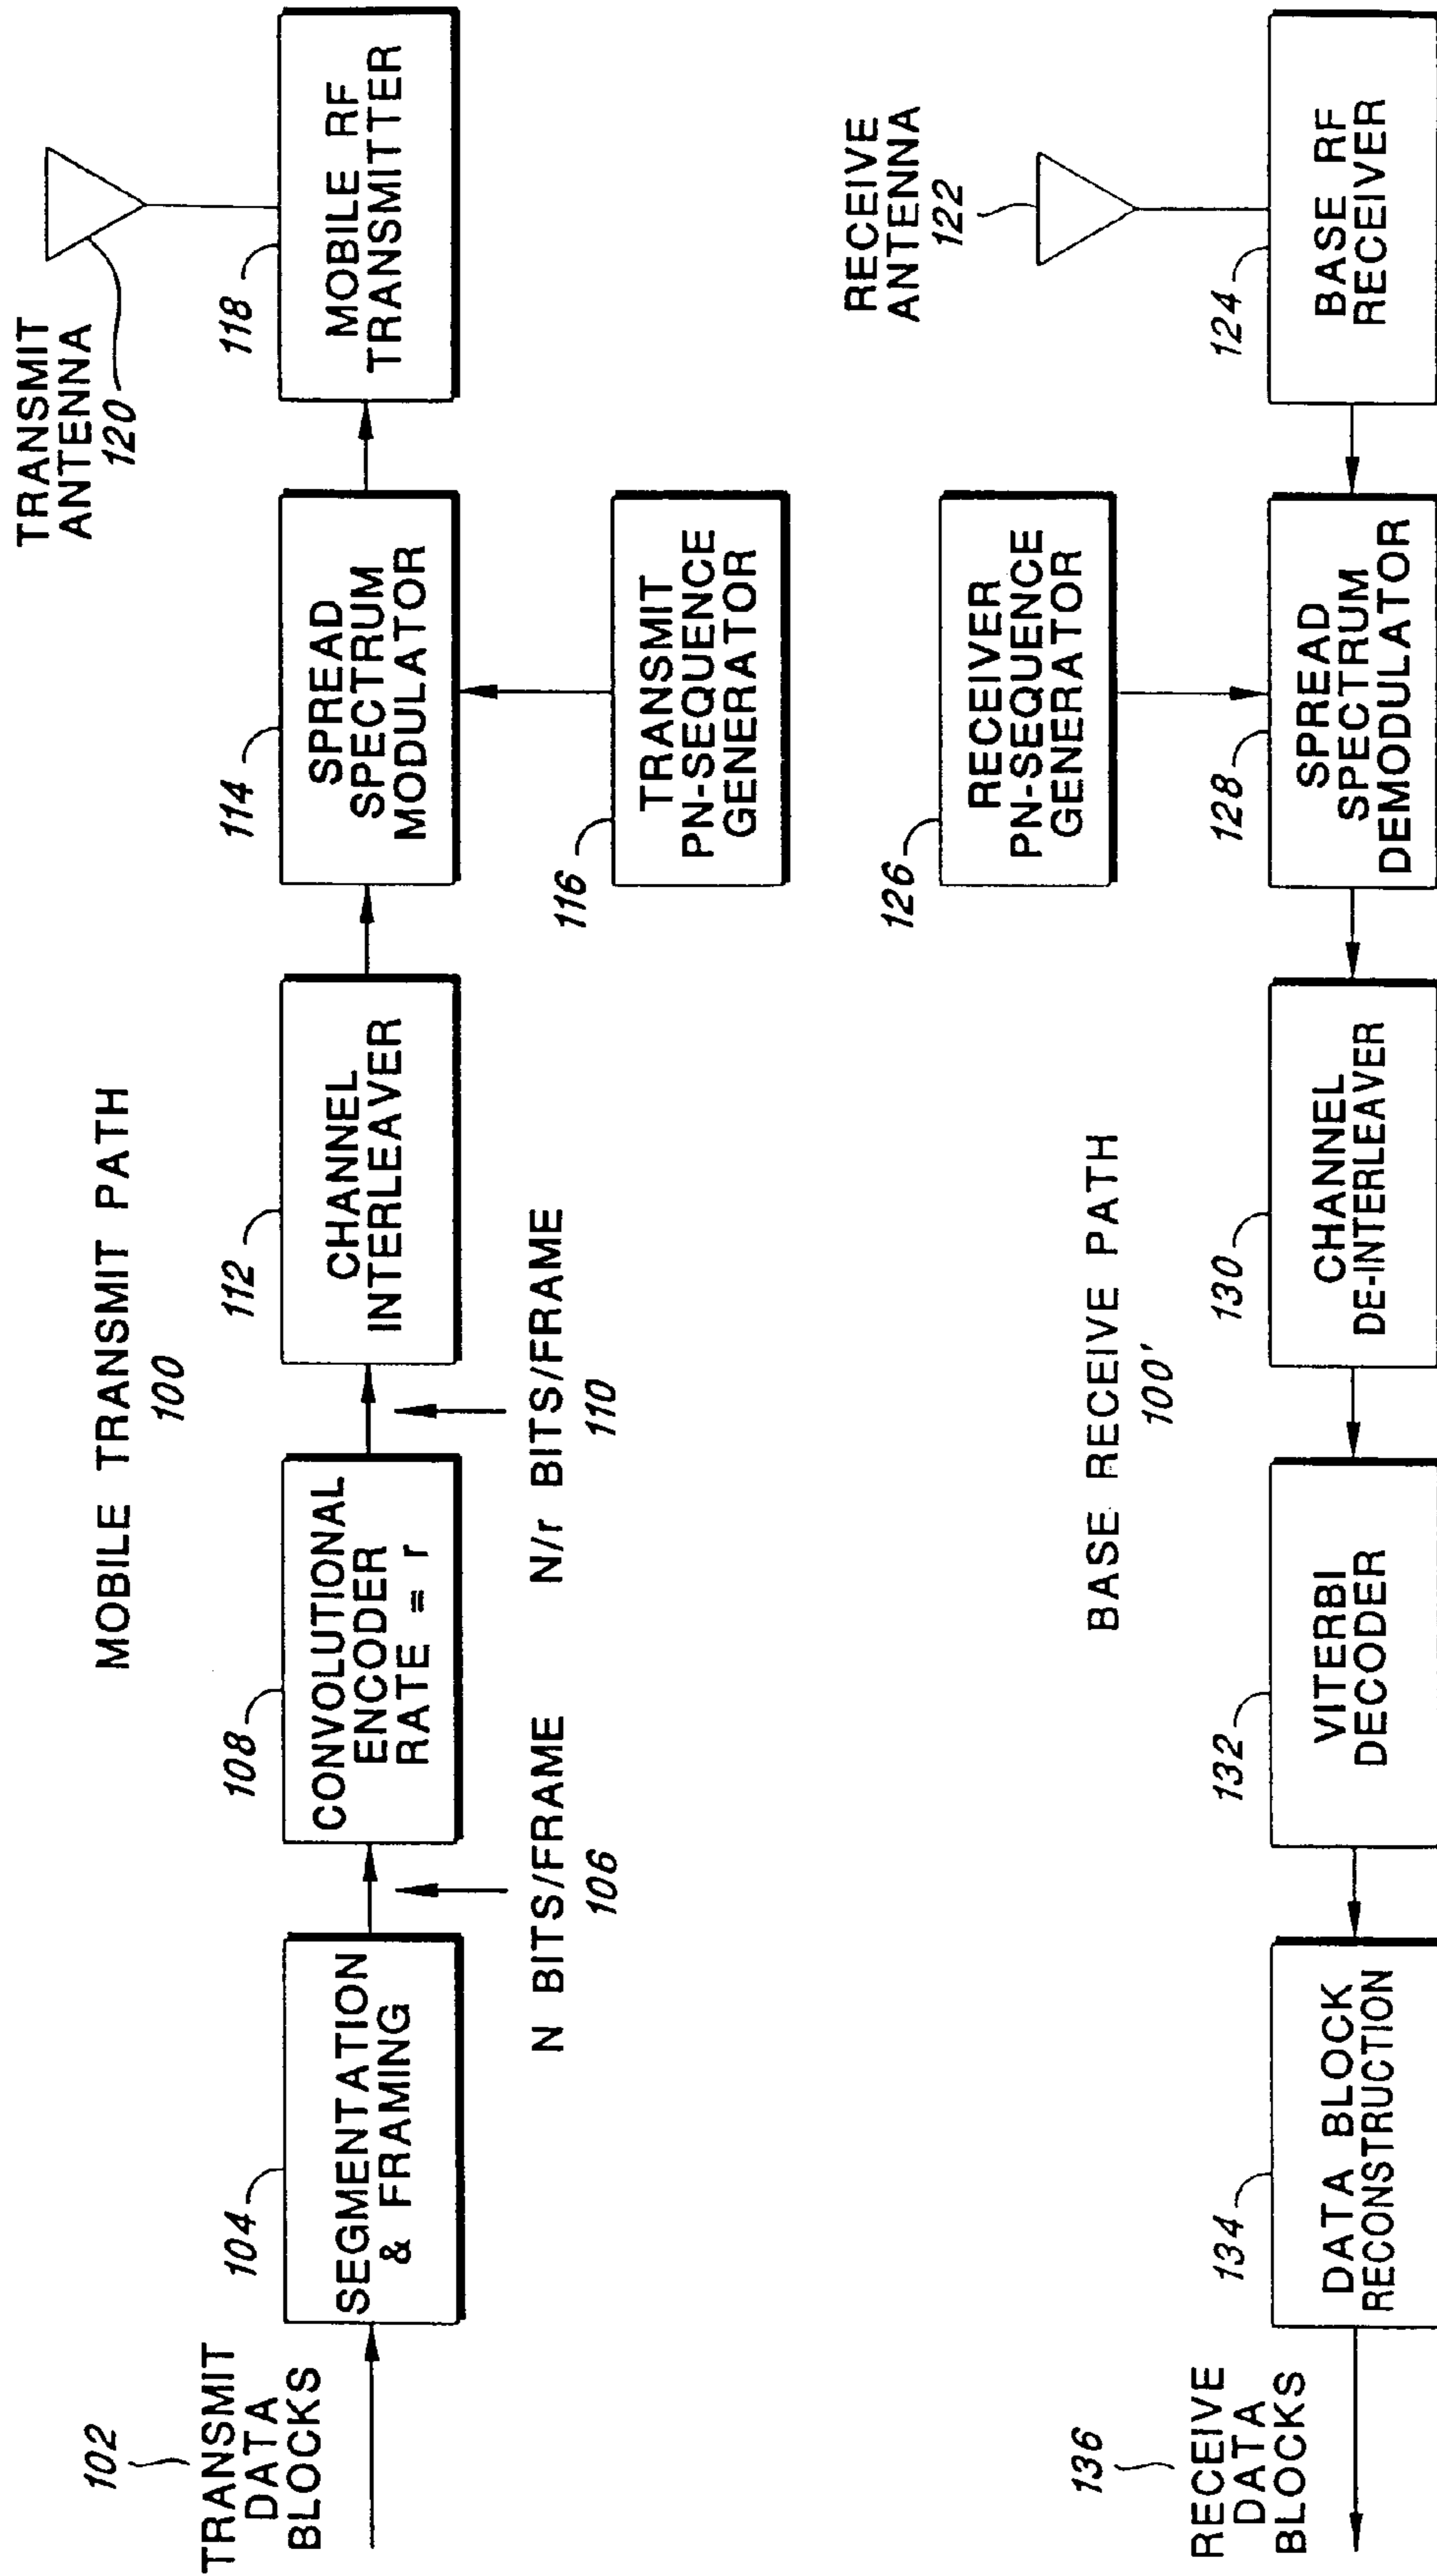 MOBILE TRANSMIT PATH
100
102
TRANSMIT
DATA
BLOCKS
104
SEGMENTATION
& FRAMING
N BITS/FRAME
106
108
CONVOLUTIONAL
ENCODER
RATE = r
N/r BITS/FRAME
110
112
CHANNEL
INTERLEAVER
114
SPREAD
SPECTRUM
MODULATOR
116
TRANSMIT
PN-SEQUENCE
GENERATOR
118
MOBILE RF
TRANSMITTER
TRANSMIT
ANTENNA
120
BASE RECEIVE PATH
100'
136
RECEIVE
DATA
BLOCKS
134
DATA BLOCK
RECONSTRUCTION
132
VITERBI
DECODER
130
CHANNEL
DE-INTERLEAVER
128
SPREAD
SPECTRUM
DEMODULATOR
126
RECEIVER
PN-SEQUENCE
GENERATOR
124
BASE RF
RECEIVER
RECEIVE
ANTENNA
122